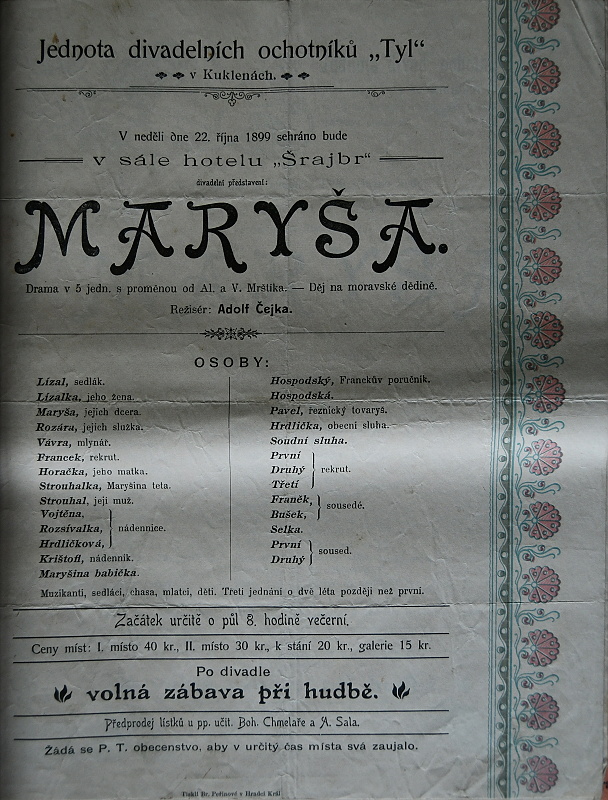 Jednota divadelních ochotníků „Tyl“
v Kuklenách.
V neděli dne 22. října 1899 sehráno bude
v sále hotelu „Šrajbr“
divadelní představení:
MARYŠA.
Drama v 5 jedn. s proměnou od Al. a V. Mrštíka. — Děj na moravské dědině.
Režisér: Adolf Čejka.
OSOBY:
Lízal, sedlák.
Lízalka, jeho žena.
Maryša, jejich dcera.
Rozára, jejich služka.
Vávra, mlynář.
Francek, rekrut.
Horačka, jeho matka.
Strouhalka, Maryšina teta.
Strouhal, její muž.
Vojtěna,
Rozsívalka, nádennice.
Hrdličková,
Krištofl, nádenník.
Maryšina babička.
Hospodský, Franckův poručník.
Hospodská.
Pavel, řeznický tovaryš.
Hrdlička, obecní sluha.
Soudní sluha.
První
Druhý rekrut.
Třetí
Franěk,
Bušek, sousedé.
Selka.
První
Druhý soused.
Muzikanti, sedláci, chasa, mlatci, děti. Třetí jednání o dvě léta později než první.
Začátek určitě o půl 8. hodině večerní.
Ceny míst: I. místo 40 kr., II. místo 30 kr., k stání 20 kr., galerie 15 kr.
Po divadle
volná zábava při hudbě.
Předprodej lístků u pp. učit. Boh. Chmelaře a A. Sala.
Žádá se P. T. obecenstvo, aby v určitý čas místa svá zaujalo.
Tiskli Br. Peřinové v Hradci Král